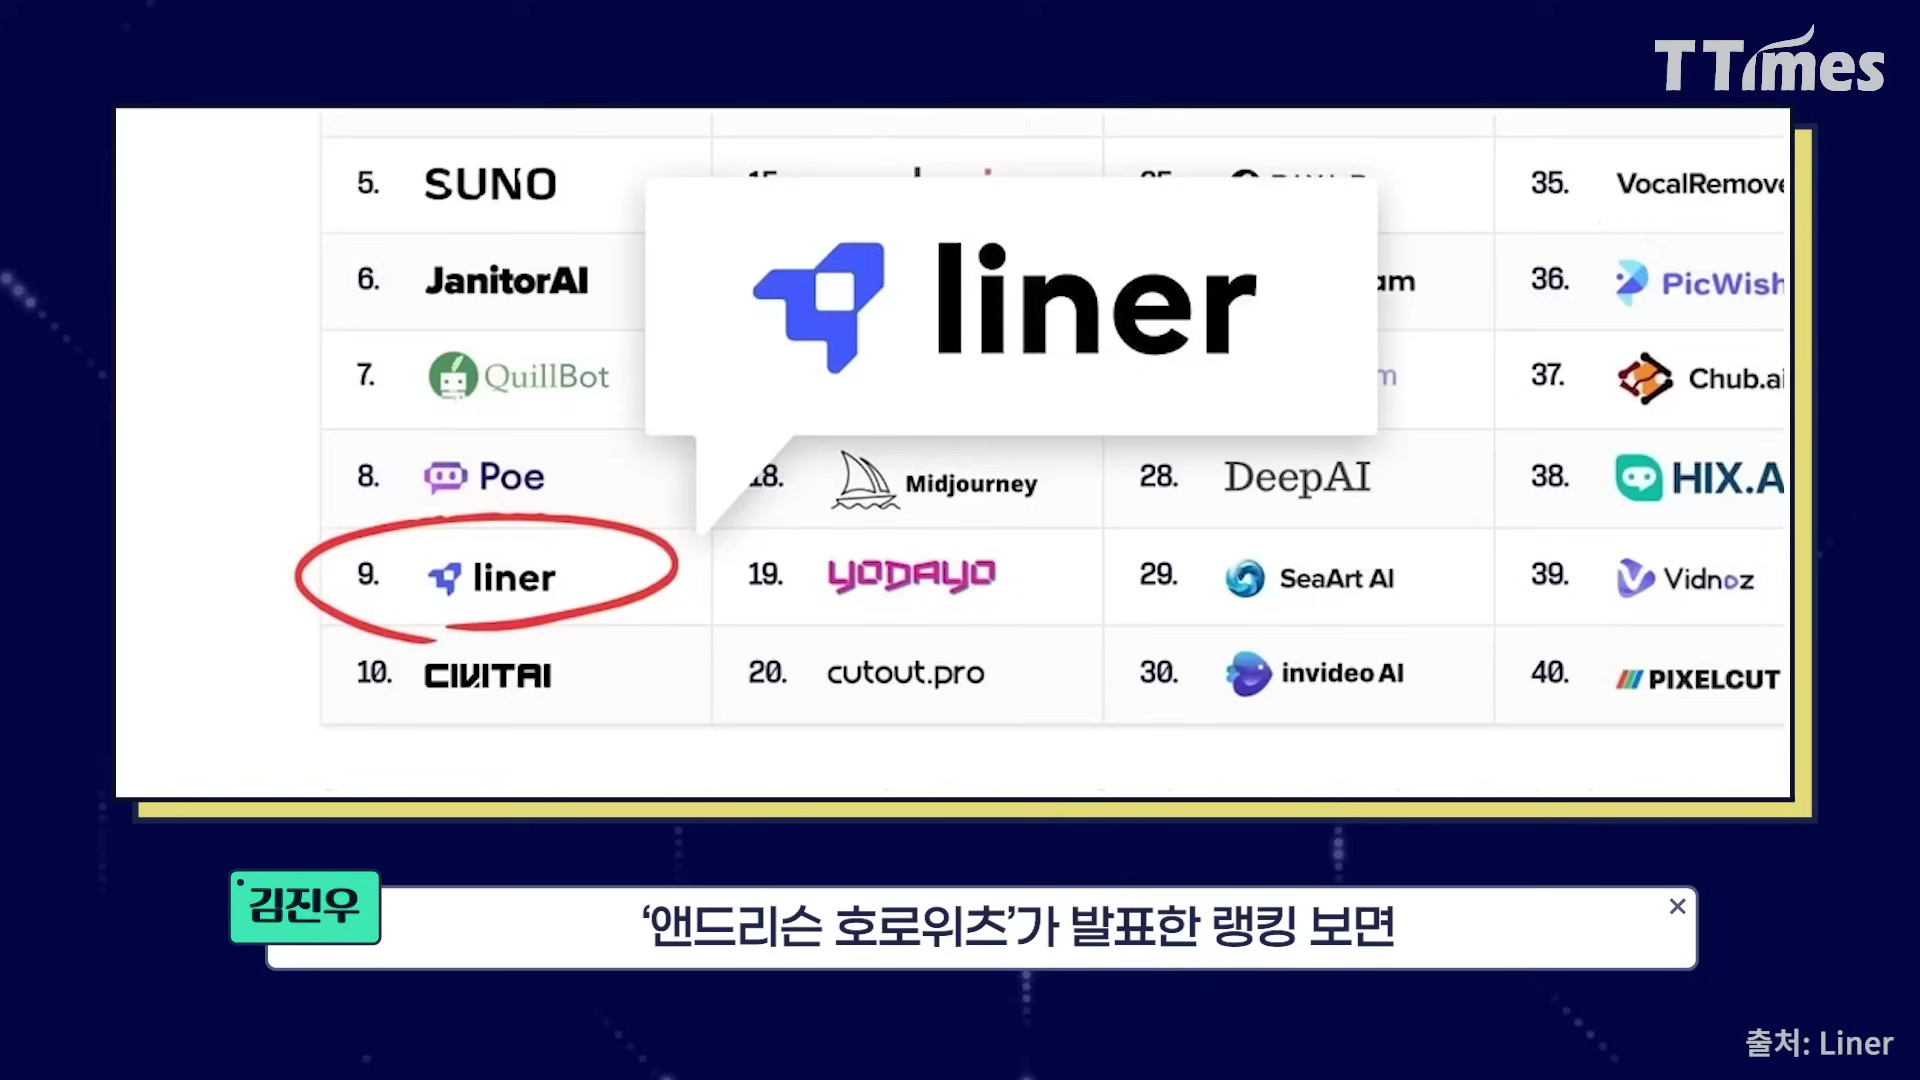 TTimes
5. SUNO
35. VocalRemove
6. JanitorAI
am
36. PicWish
7. QuillBot
m
37. Chub.ai
liner
8. Poe
18. Midjourney
28. DeepAI
38. HIX.A
9. liner
19. YODAYO
29. SeaArt AI
39. Vidnoz
10. CIVITAI
20. cutout.pro
30. invideo AI
40. PIXELCUT
김진우
‘앤드리슨 호로위츠’가 발표한 랭킹 보면
출처: Liner